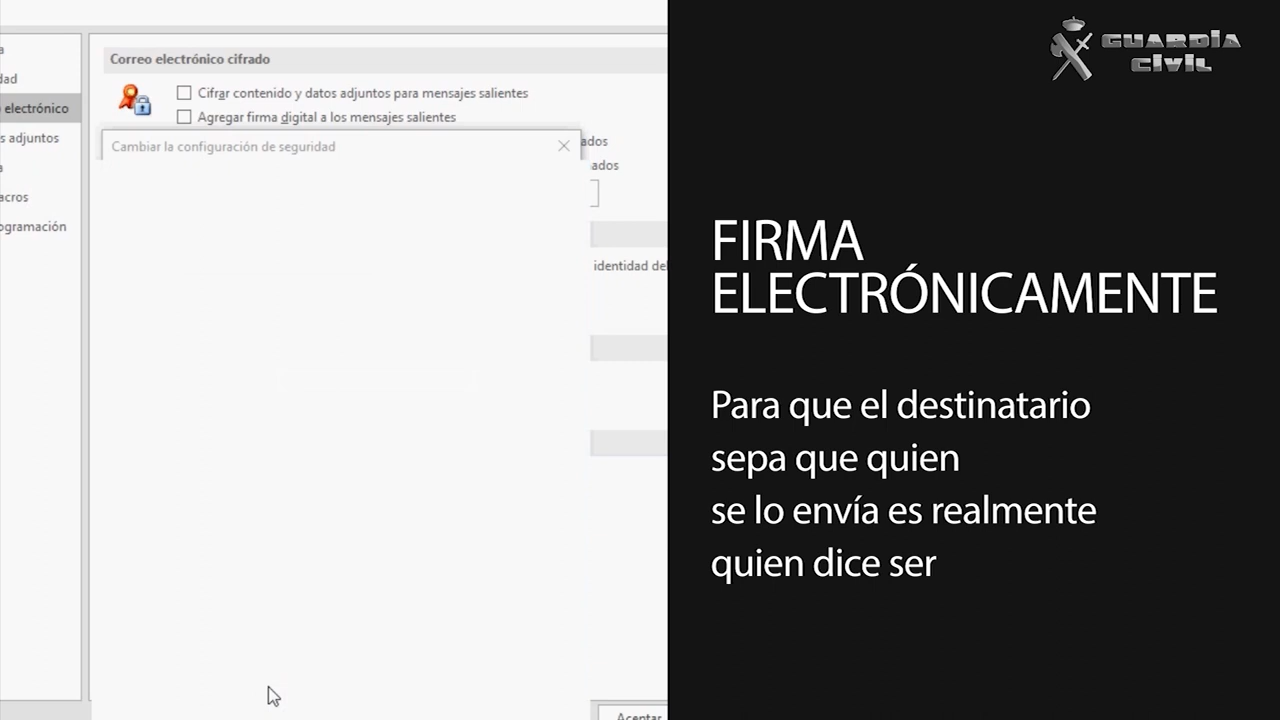 Correo electrónico cifrado
Cifrar contenido y datos adjuntos para mensajes salientes
electrónico
Agregar firma digital a los mensajes salientes
s adjuntos
Cambiar la configuración de seguridad
identidad del
Aceptar
GUARDIA
CIVIL
FIRMA
ELECTRÓNICAMENTE
Para que el destinatario
sepa que quien
se lo envía es realmente
quien dice ser